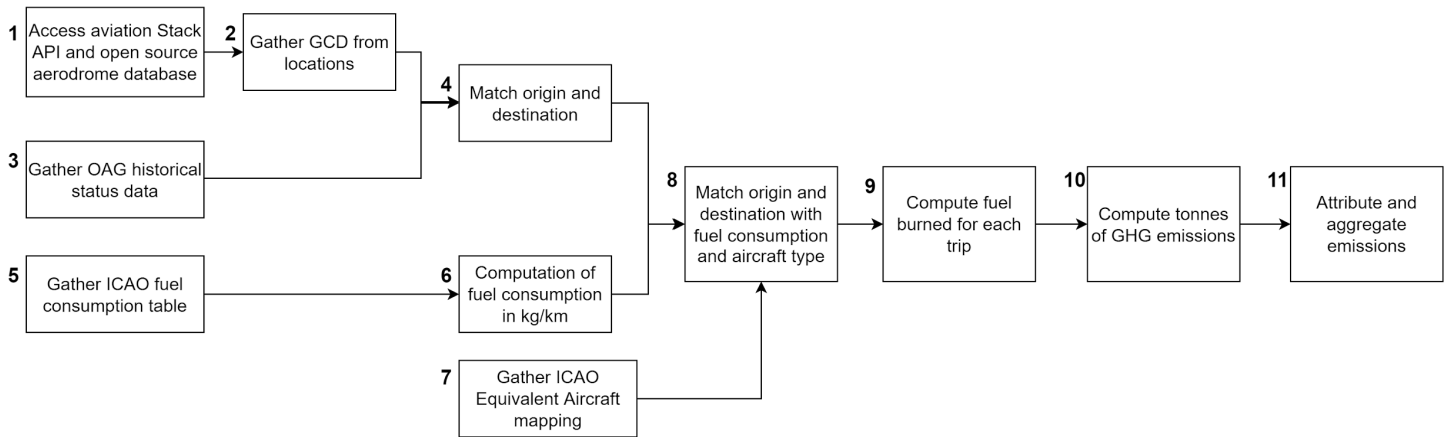 1
Access aviation Stack
API and open source
aerodrome database
2
Gather GCD from
locations
3
Gather OAG historical
status data
4
Match origin and
destination
5
Gather ICAO fuel
consumption table
6
Computation of
fuel consumption
in kg/km
7
Gather ICAO
Equivalent Aircraft
mapping
8
Match origin and
destination with
fuel consumption
and aircraft type
9
Compute fuel
burned for each
trip
10
Compute tonnes
of GHG emissions
11
Attribute and
aggregate
emissions